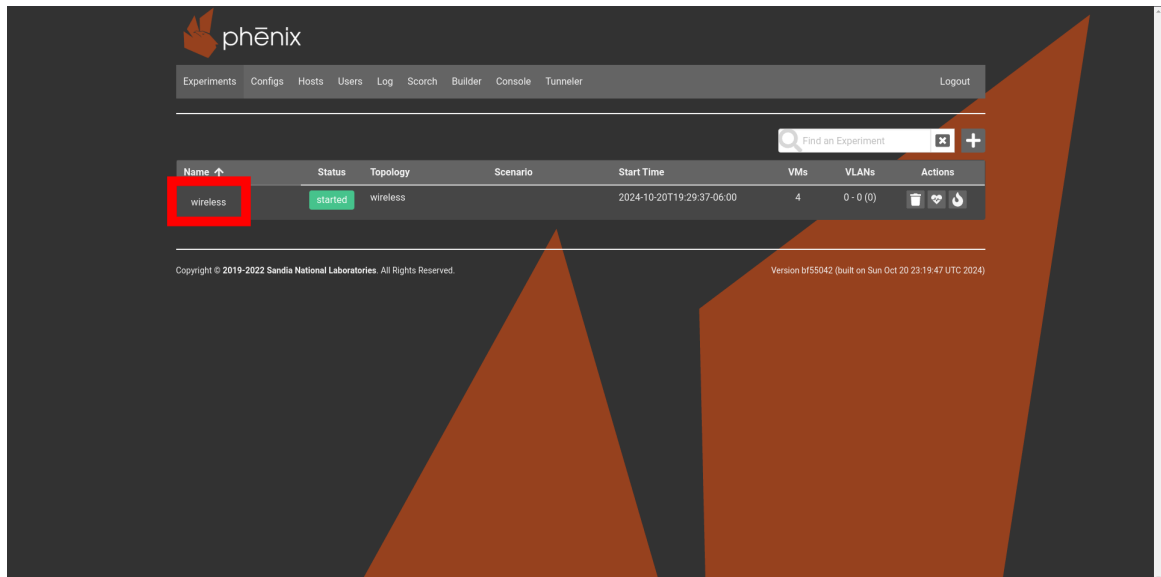 phēnix
Experiments Configs Hosts Users Log Scorch Builder Console Tunneler Logout
Find an Experiment
Name Status Topology Scenario Start Time VMs VLANs Actions
wireless started wireless 2024-10-20T19:29:37-06:00 4 0 - 0 (0)
Copyright © 2019-2022 Sandia National Laboratories. All Rights Reserved. Version bf55042 (built on Sun Oct 20 23:19:47 UTC 2024)